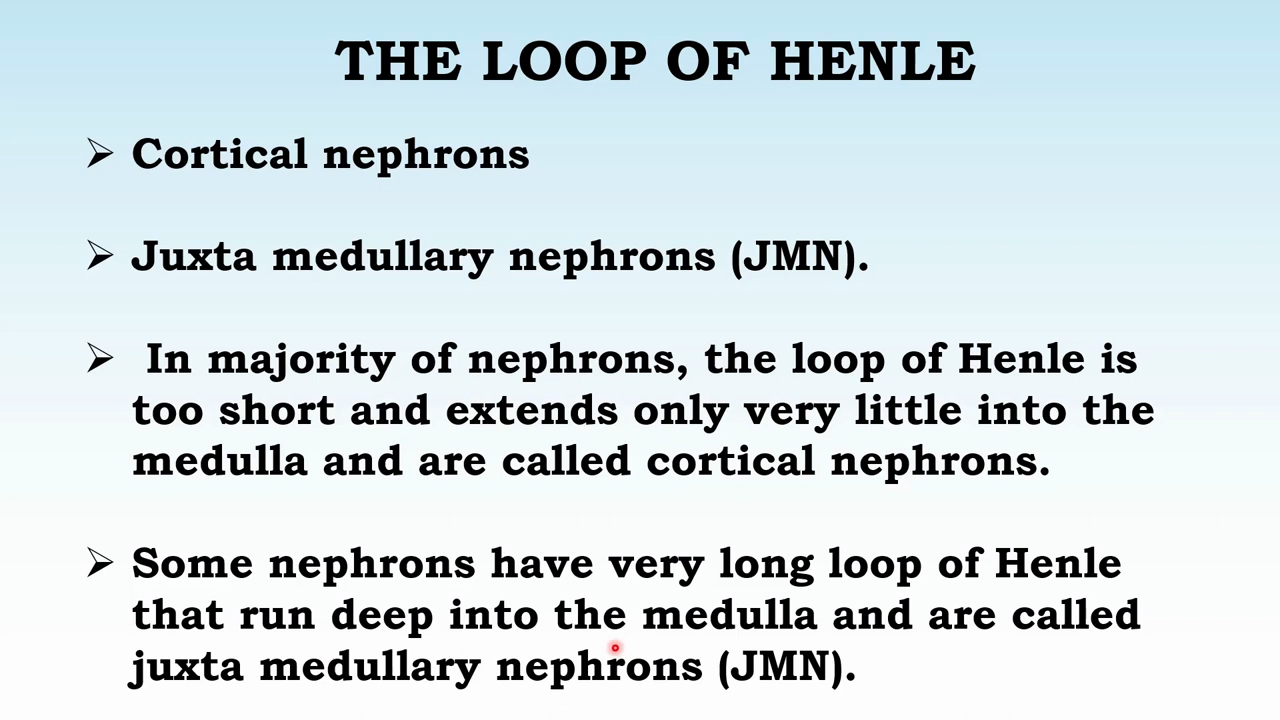 THE LOOP OF HENLE
➢ Cortical nephrons
➢ Juxta medullary nephrons (JMN).
➢ In majority of nephrons, the loop of Henle is
too short and extends only very little into the
medulla and are called cortical nephrons.
➢ Some nephrons have very long loop of Henle
that run deep into the medulla and are called
juxta medullary nephrons (JMN).